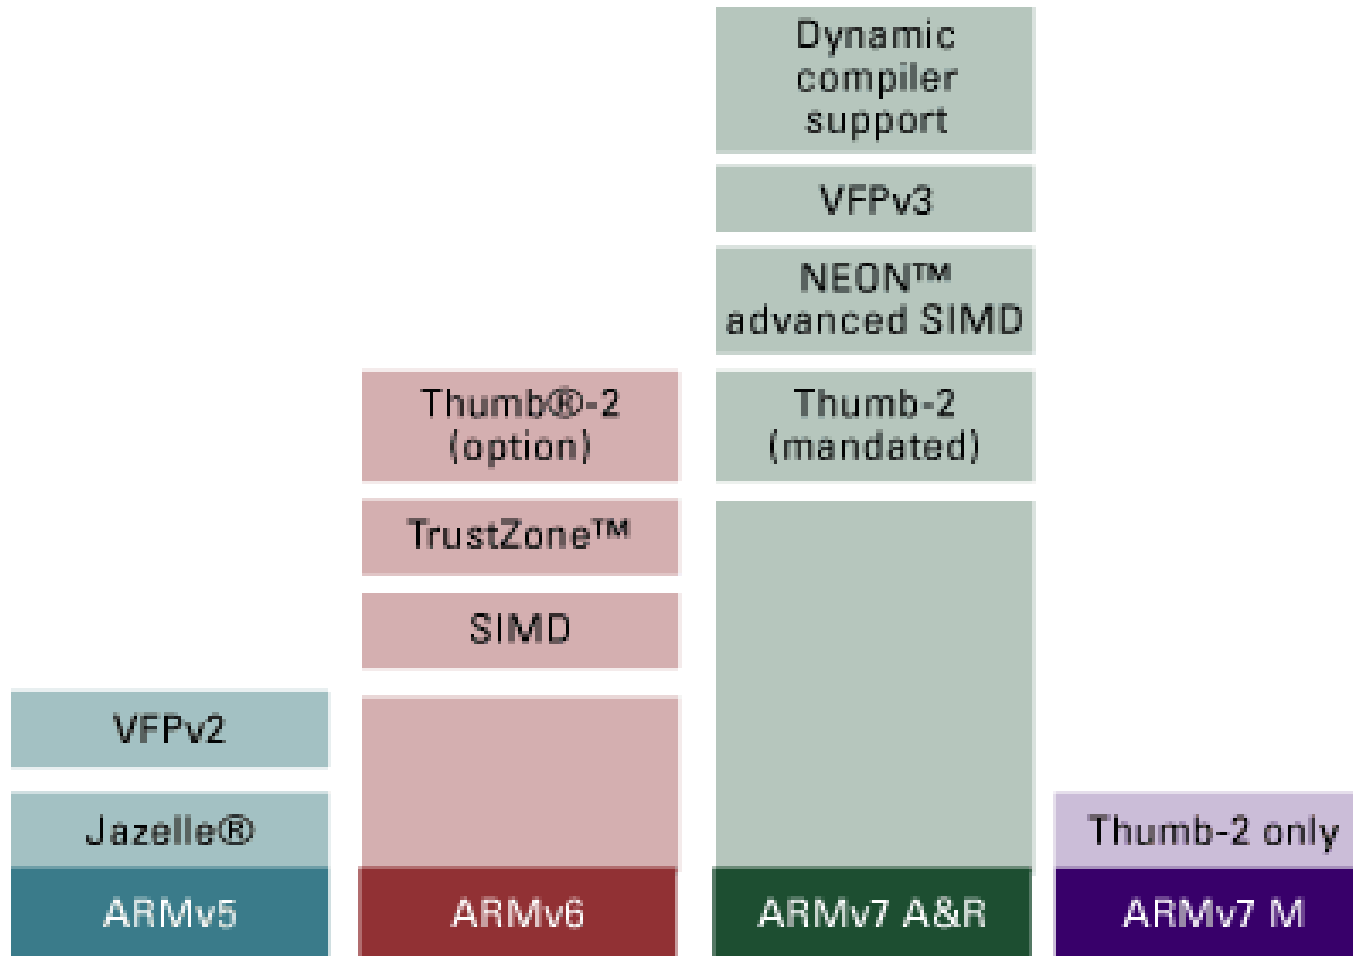 Dynamic
compiler
support
VFPv3
NEON™
advanced SIMD
Thumb®-2
(option)
Thumb-2
(mandated)
TrustZone™
SIMD
VFPv2
Jazelle®
Thumb-2 only
ARMv5
ARMv6
ARMv7 A&R
ARMv7 M